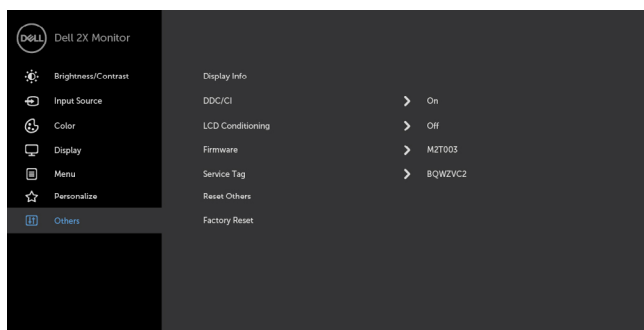 DELL Dell 2X Monitor
Brightness/Contrast Display Info
Input Source DDC/CI On
Color LCD Conditioning Off
Display Firmware M2T003
Menu Service Tag BQWZVC2
Personalize Reset Others
Others Factory Reset